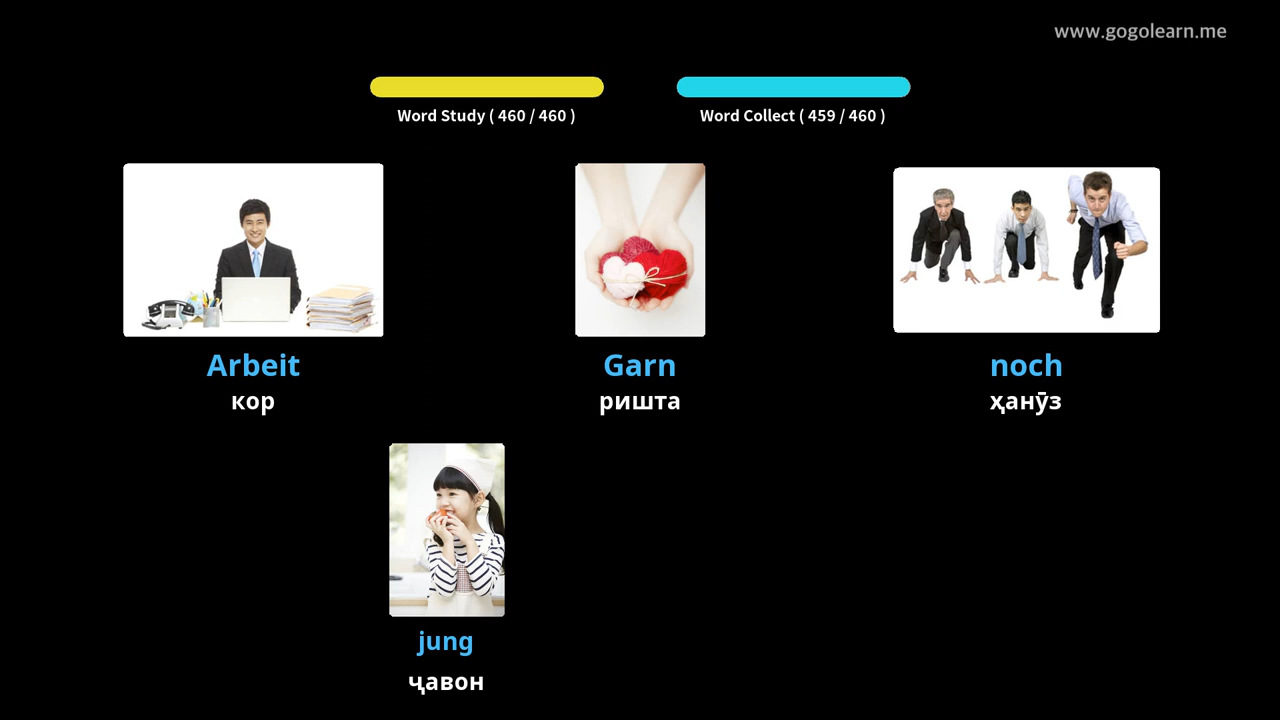 www.gogolearn.me
Word Study ( 460 / 460 )
Word Collect ( 459 / 460 )
Arbeit
кор
Garn
ришта
noch
ҳанӯз
jung
ҷавон